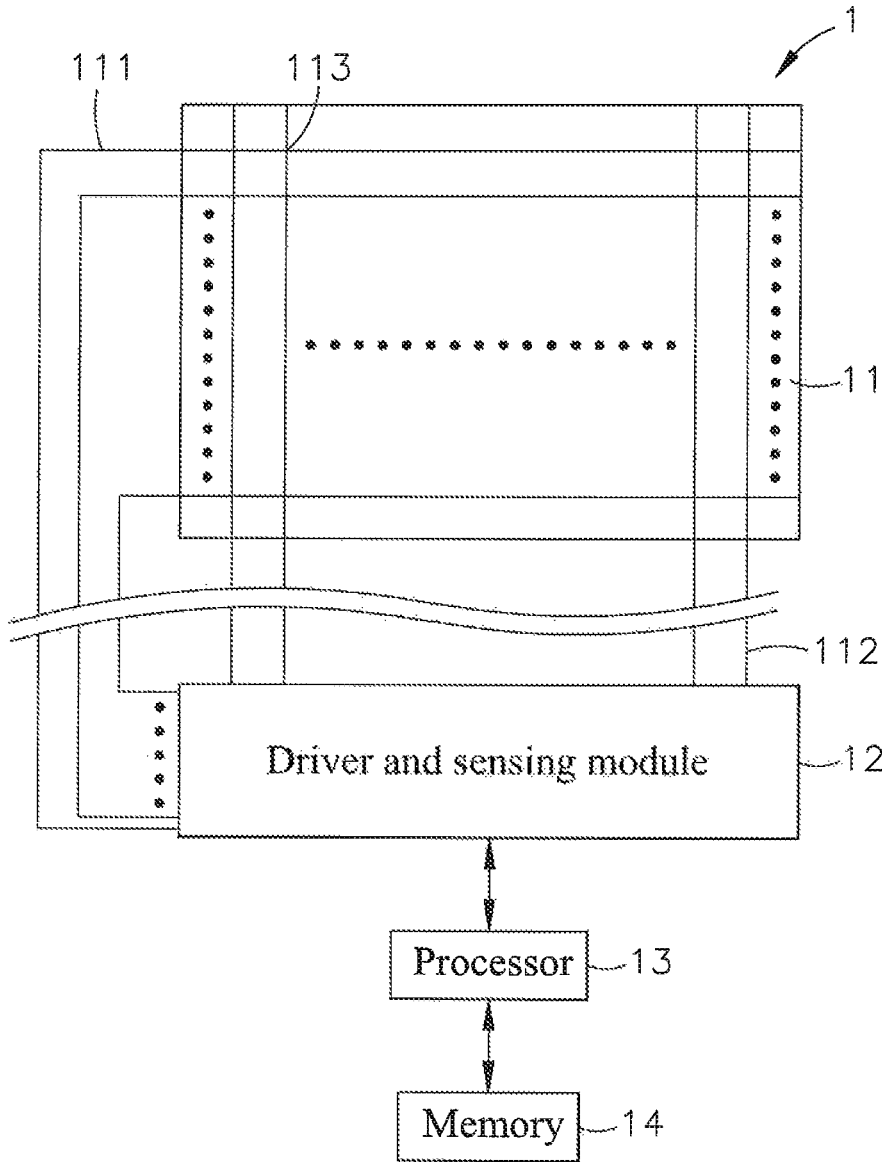 1
111
113
11
112
Driver and sensing module
12
Processor
13
Memory
14